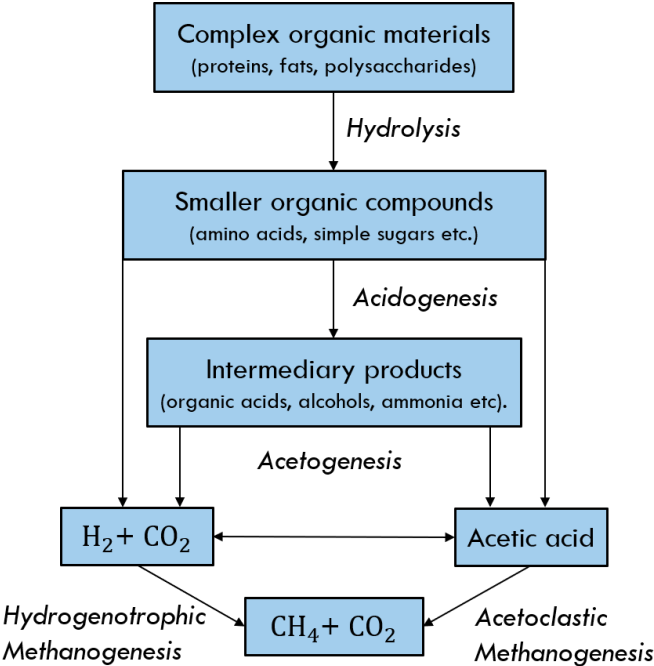 Complex organic materials
(proteins, fats, polysaccharides)
Hydrolysis
Smaller organic compounds
(amino acids, simple sugars etc.)
Acidogenesis
Intermediary products
(organic acids, alcohols, ammonia etc).
Acetogenesis
H₂+ CO₂
Acetic acid
Hydrogenotrophic
Methanogenesis
CH₄+ CO₂
Acetoclastic
Methanogenesis